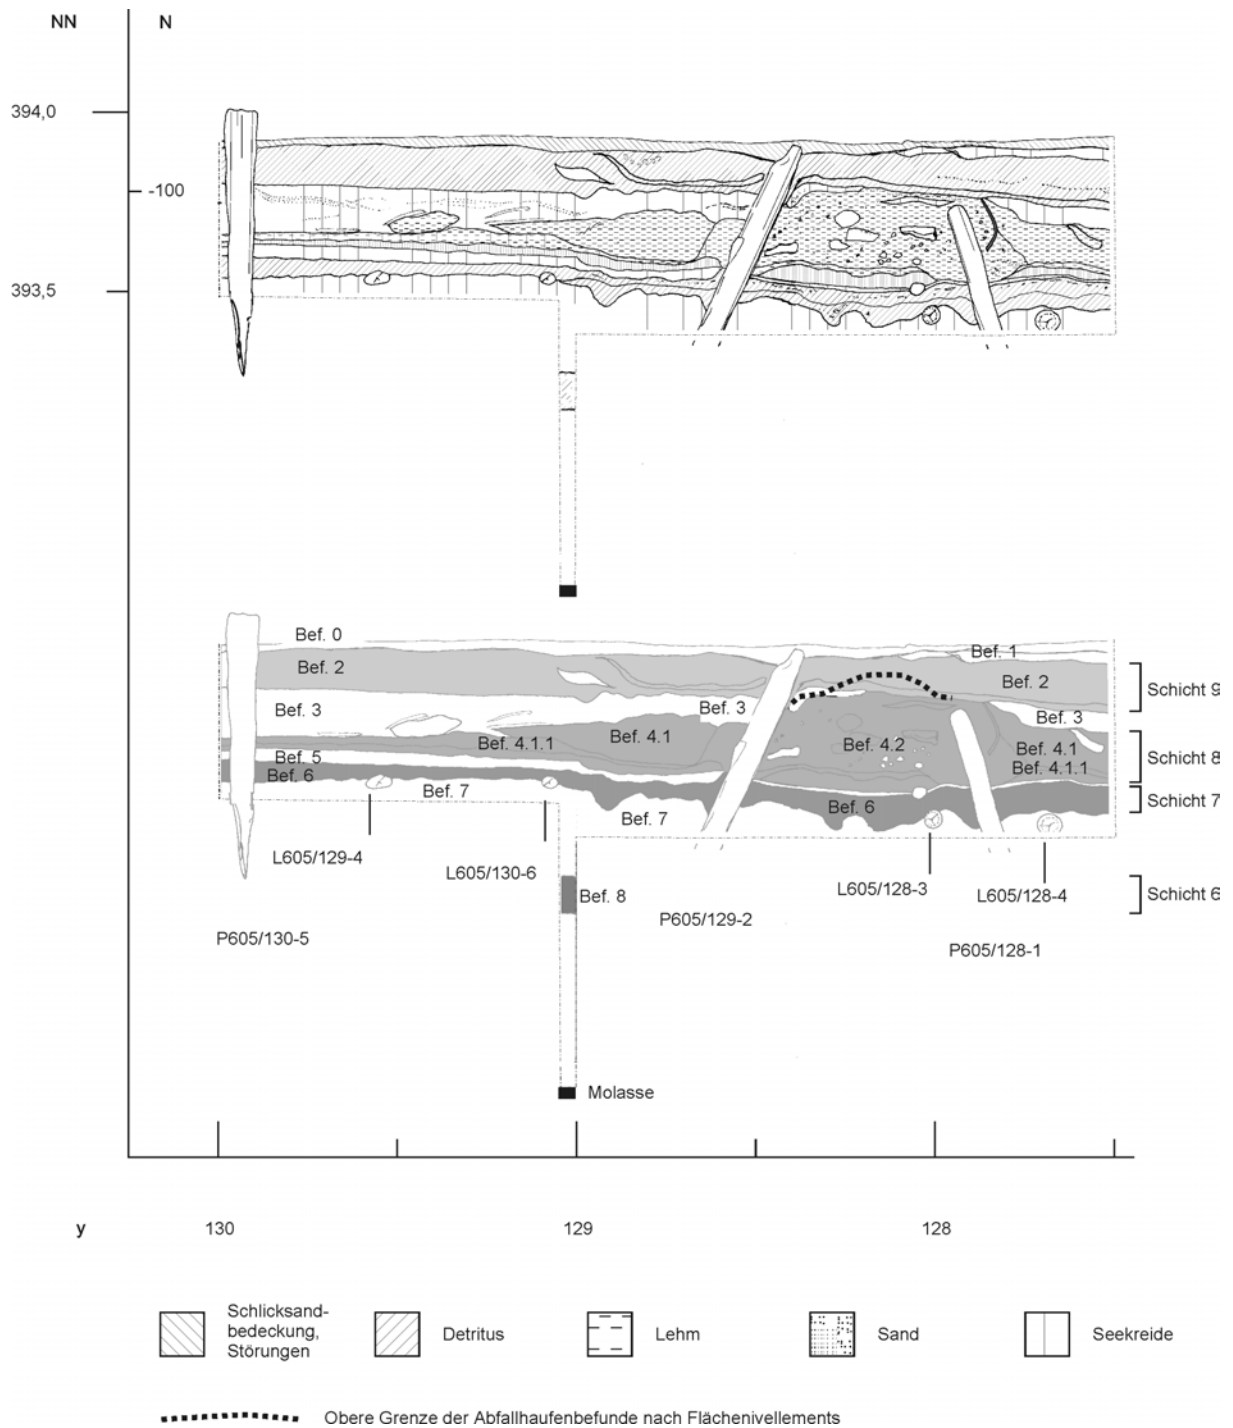 NN
N
394,0
-100
393,5
Bef. 0
Bef. 1
Bef. 2
Bef. 2
Schicht 9
Bef. 3
Bef. 3
Bef. 3
Bef. 4.1
Bef. 4.1.1
Bef. 4.2
Bef. 4.1
Bef. 4.1.1
Schicht 8
Bef. 5
Bef. 6
Bef. 7
Bef. 6
Schicht 7
Bef. 7
L605/129-4
L605/130-6
L605/128-3
L605/128-4
Schicht 6
Bef. 8
P605/129-2
P605/130-5
P605/128-1
Molasse
y
130
129
128
Schlicksand-
bedeckung,
Störungen
Detritus
Lehm
Sand
Seekreide
Obere Grenze der Abfallhaufenbefunde nach Flächenivellements